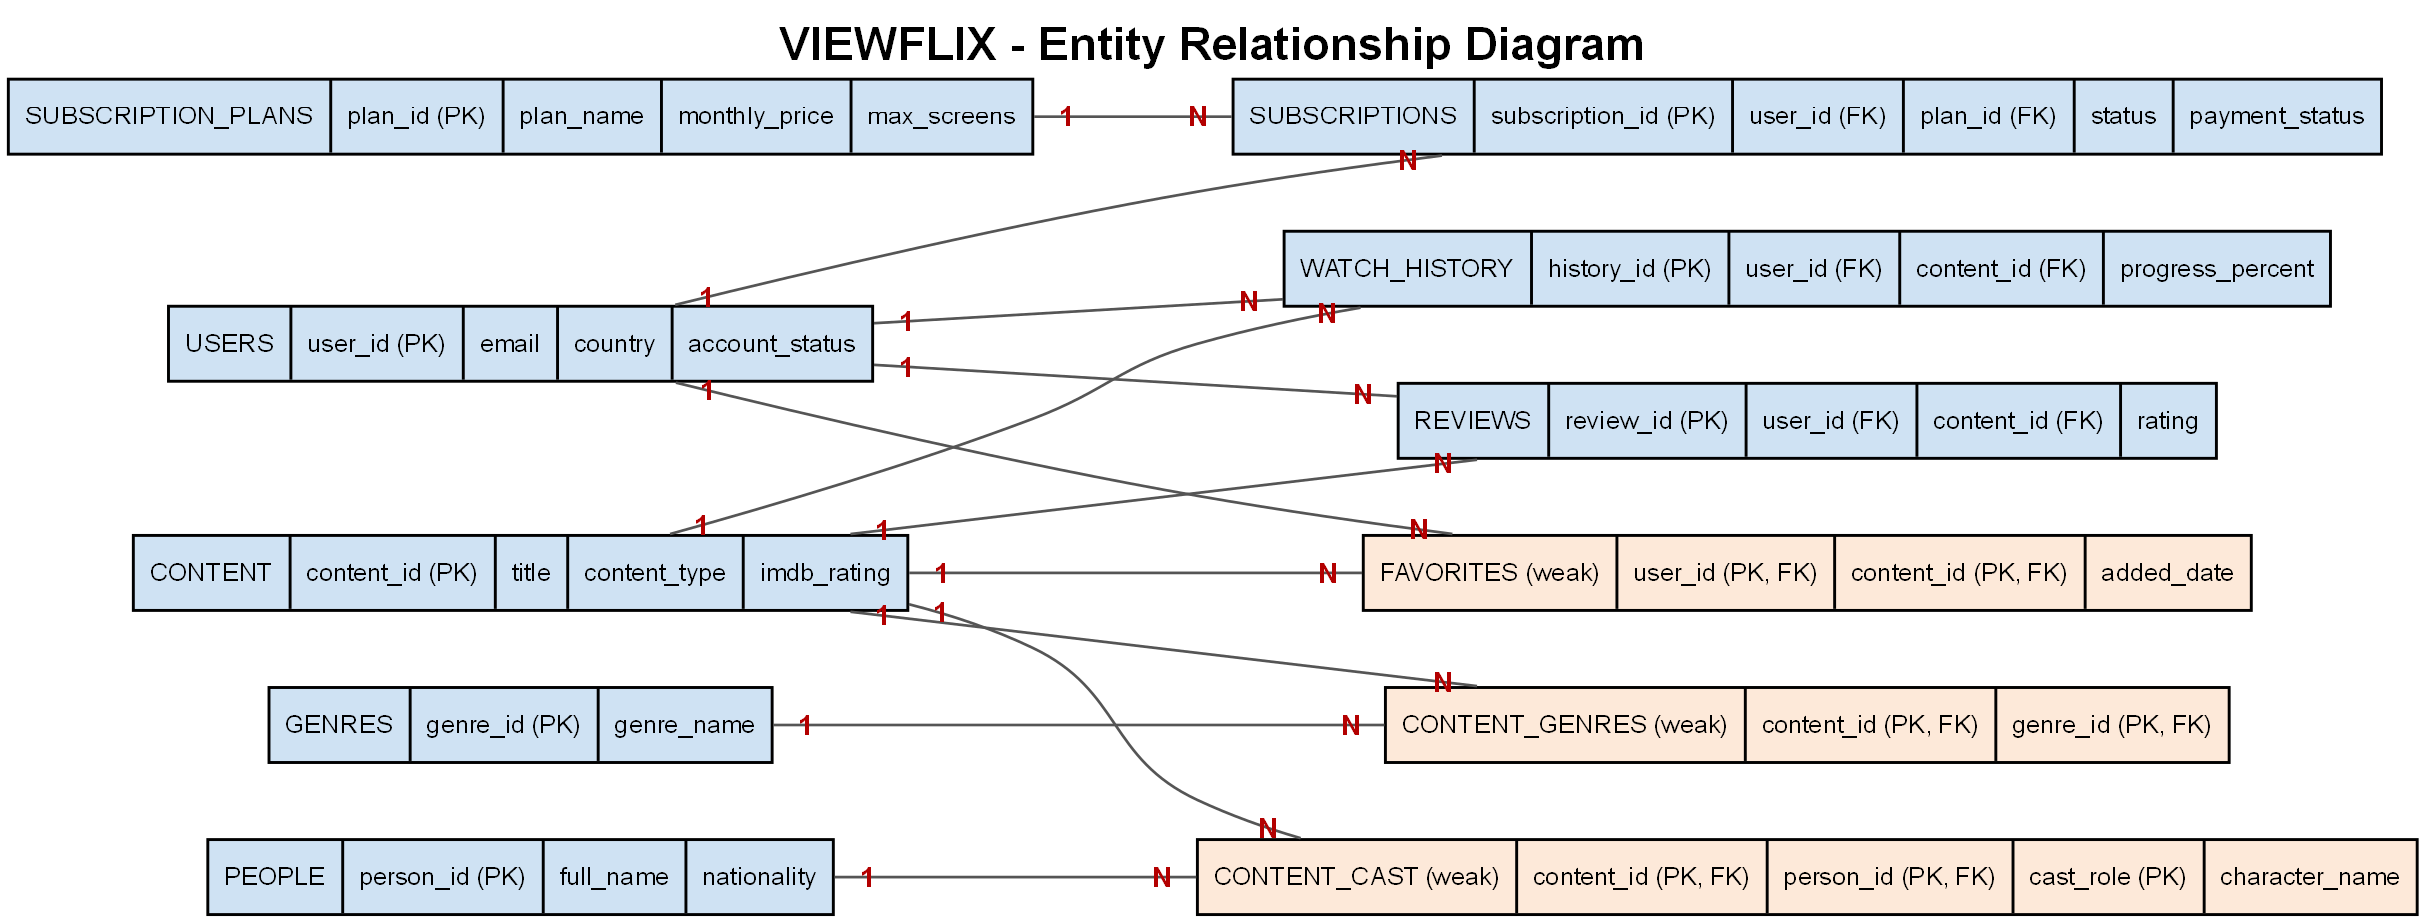 VIEWFLIX - Entity Relationship Diagram
SUBSCRIPTION_PLANS plan_id (PK) plan_name monthly_price max_screens 1 N SUBSCRIPTIONS subscription_id (PK) user_id (FK) plan_id (FK) status payment_status
N
WATCH_HISTORY history_id (PK) user_id (FK) content_id (FK) progress_percent
1
1 N
N
USERS user_id (PK) email country account_status
1 N
1
REVIEWS review_id (PK) user_id (FK) content_id (FK) rating
N
1
1 N
CONTENT content_id (PK) title content_type imdb_rating 1 N FAVORITES (weak) user_id (PK, FK) content_id (PK, FK) added_date
1 1
N
GENRES genre_id (PK) genre_name 1 N CONTENT_GENRES (weak) content_id (PK, FK) genre_id (PK, FK)
N
PEOPLE person_id (PK) full_name nationality 1 N CONTENT_CAST (weak) content_id (PK, FK) person_id (PK, FK) cast_role (PK) character_name